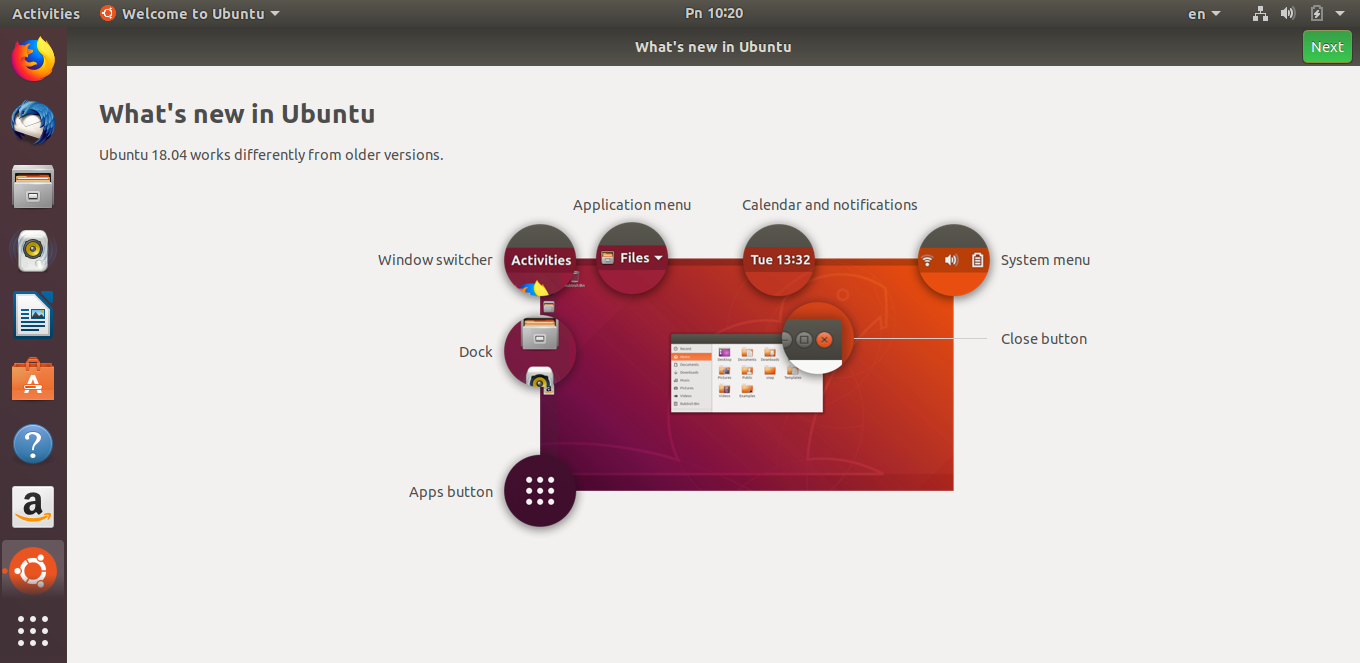 Activities
Welcome to Ubuntu
Pn 10:20
en
What's new in Ubuntu
Next
What's new in Ubuntu
Ubuntu 18.04 works differently from older versions.
Application menu
Calendar and notifications
Window switcher
Activities
Files
Tue 13:32
System menu
Close button
Dock
Apps button